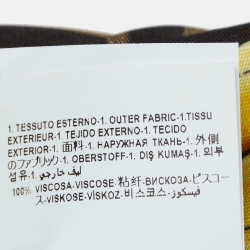 1. TESSUTO ESTERNO-1. OUTER FABRIC-1.TISSU
EXTERIEUR-1 TEJIDO EXTERNO-1. TECIDO
EXTERIOR-1. 面料-1. НАРУЖНАЯ ТКАНЬ-1. 外側
のファブリック-1. OBERSTOFF-1. DIŞ KUMAŞ-1. 외부
섬유-1. ليف خارجي
100% VISCOSA-VISCOSE-粘纤-ВИСКОЗА-ビスコー
ス-VISKOSE-VİSKOZ-비스코스-فيسكوز